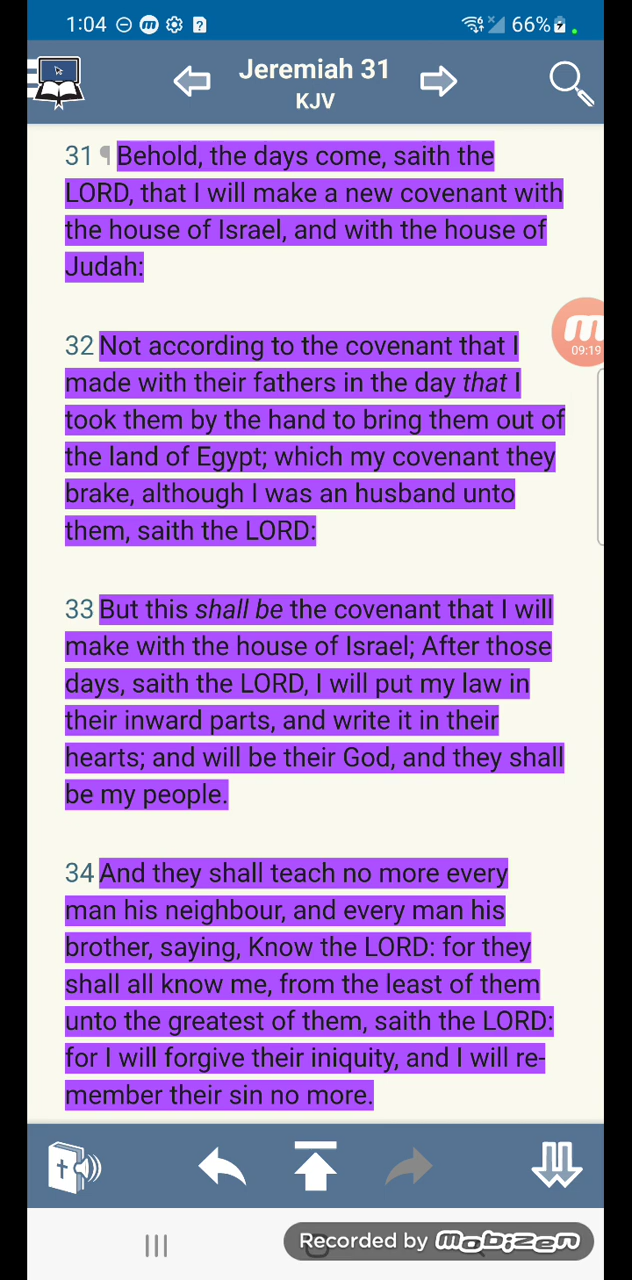 1:04
66%
Jeremiah 31
KJV
31 ¶ Behold, the days come, saith the
LORD, that I will make a new covenant with
the house of Israel, and with the house of
Judah:
09:19
32 Not according to the covenant that I
made with their fathers in the day that I
took them by the hand to bring them out of
the land of Egypt; which my covenant they
brake, although I was an husband unto
them, saith the LORD:
33 But this shall be the covenant that I will
make with the house of Israel; After those
days, saith the LORD, I will put my law in
their inward parts, and write it in their
hearts; and will be their God, and they shall
be my people.
34 And they shall teach no more every
man his neighbour, and every man his
brother, saying, Know the LORD: for they
shall all know me, from the least of them
unto the greatest of them, saith the LORD:
for I will forgive their iniquity, and I will re-
member their sin no more.
Recorded by mobizen